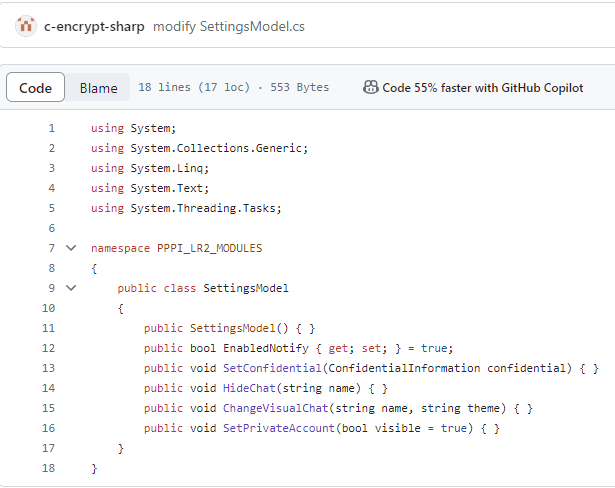 c-encrypt-sharp modify SettingsModel.cs
Code Blame 18 lines (17 loc) · 553 Bytes Code 55% faster with GitHub Copilot
1 using System;
2 using System.Collections.Generic;
3 using System.Linq;
4 using System.Text;
5 using System.Threading.Tasks;
6
7 namespace PPPI_LR2_MODULES
8 {
9 public class SettingsModel
10 {
11 public SettingsModel() { }
12 public bool EnabledNotify { get; set; } = true;
13 public void SetConfidential(ConfidentialInformation confidential) { }
14 public void HideChat(string name) { }
15 public void ChangeVisualChat(string name, string theme) { }
16 public void SetPrivateAccount(bool visible = true) { }
17 }
18 }